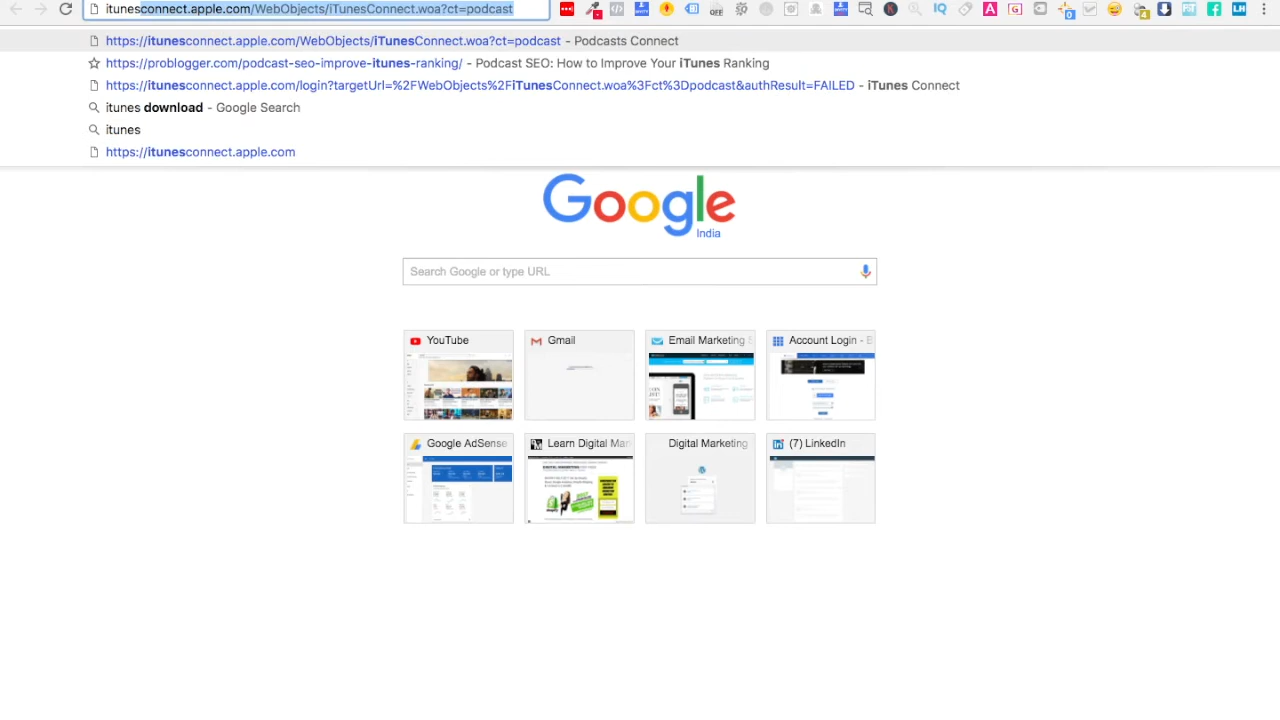 itunesconnect.apple.com/WebObjects/iTunesConnect.woa?ct=podcast
https://itunesconnect.apple.com/WebObjects/iTunesConnect.woa?ct=podcast - Podcasts Connect
https://problogger.com/podcast-seo-improve-itunes-ranking/ - Podcast SEO: How to Improve Your iTunes Ranking
https://itunesconnect.apple.com/login?targetUrl=%2FWebObjects%2FiTunesConnect.woa%3Fct%3Dpodcast&authResult=FAILED - iTunes Connect
itunes download - Google Search
itunes
https://itunesconnect.apple.com
Google
India
Search Google or type URL
YouTube
Gmail
Email Marketing
Account Login -
Google AdSense
Learn Digital Mar
Digital Marketing
(7) LinkedIn